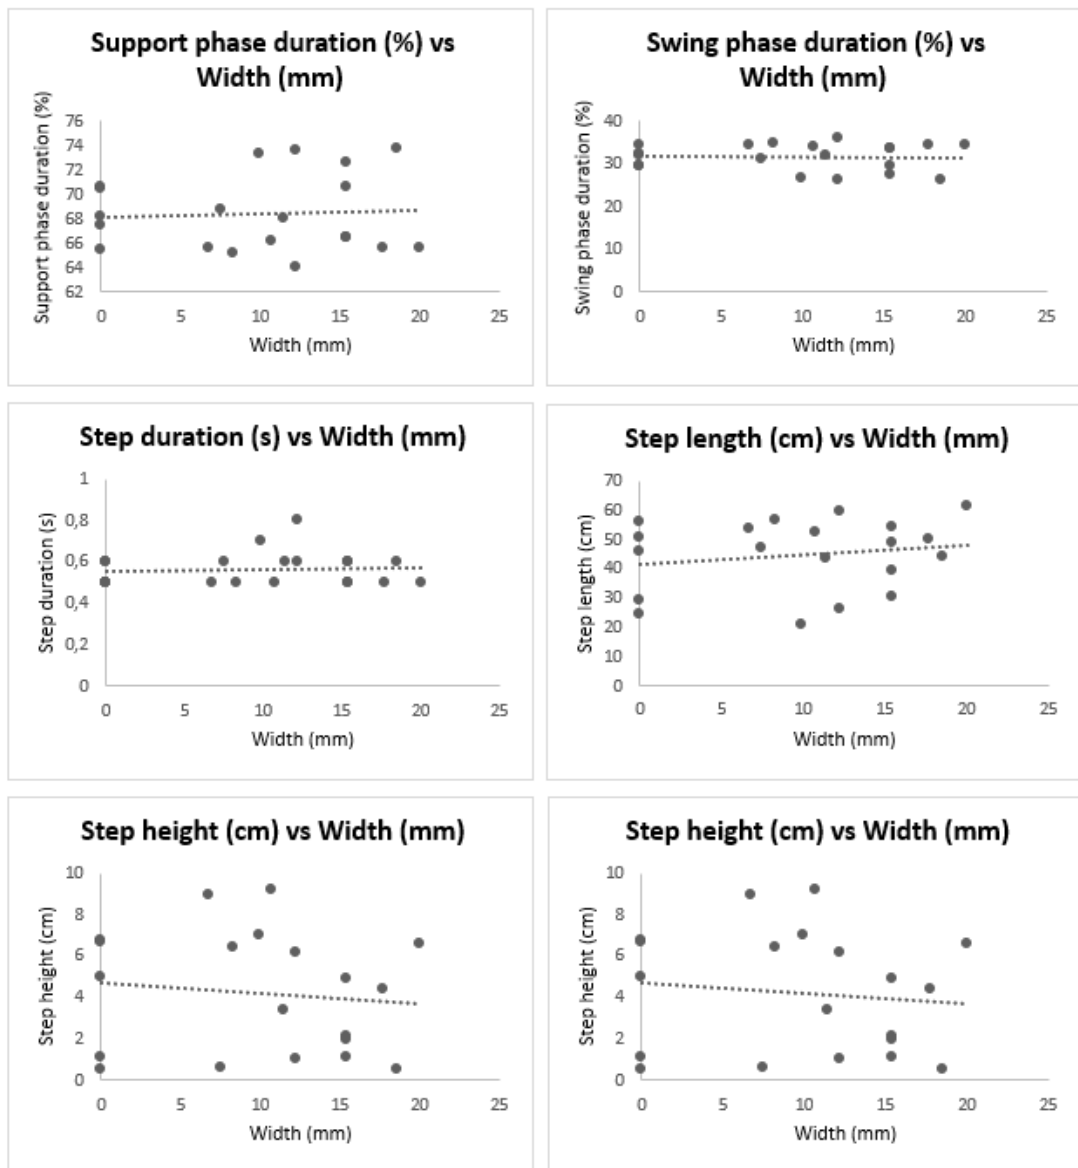 Support phase duration (%) vs
Width (mm)
Support phase duration (%)
76
74
72
70
68
66
64
62
0 5 10 15 20 25
Width (mm)
Swing phase duration (%) vs
Width (mm)
Swing phase duration (%)
40
30
20
10
0
0 5 10 15 20 25
Width (mm)
Step duration (s) vs Width (mm)
Step duration (s)
1
0,8
0,6
0,4
0,2
0
0 5 10 15 20 25
Width (mm)
Step length (cm) vs Width (mm)
Step length (cm)
70
60
50
40
30
20
10
0
0 5 10 15 20 25
Width (mm)
Step height (cm) vs Width (mm)
Step height (cm)
10
8
6
4
2
0
0 5 10 15 20 25
Width (mm)
Step height (cm) vs Width (mm)
Step height (cm)
10
8
6
4
2
0
0 5 10 15 20 25
Width (mm)